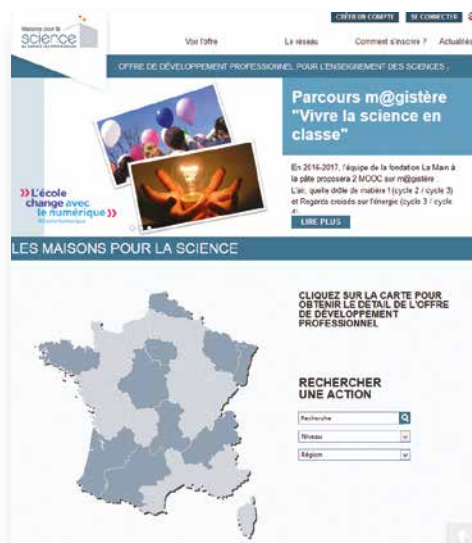 CRÉER UN COMPTE SE CONNECTER
Maisons pour la
science
Voir l'offre Le réseau Comment s'inscrire ? Actualités
OFFRE DE DÉVELOPPEMENT PROFESSIONNEL POUR L'ENSEIGNEMENT DES SCIENCES
Parcours m@gistère
"Vivre la science en
classe"
En 2016-2017, l'équipe de la fondation La Main à
la pâte proposera 2 MOOC sur m@gistère :
L'air, quelle drôle de matière ! (cycle 2 / cycle 3)
et Regards croisés sur l'énergie (cycle 3 / cycle
4)
LIRE PLUS
L'école
change avec
le numérique
#EcoleNumerique
LES MAISONS POUR LA SCIENCE
CLIQUEZ SUR LA CARTE POUR
OBTENIR LE DÉTAIL DE L'OFFRE
DE DÉVELOPPEMENT
PROFESSIONNEL
RECHERCHER
UNE ACTION
Recherche
Niveau
Région